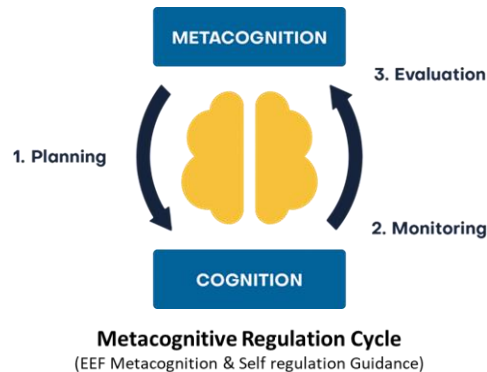 METACOGNITION
3. Evaluation
1. Planning
2. Monitoring
COGNITION
Metacognitive Regulation Cycle
(EEF Metacognition & Self regulation Guidance)